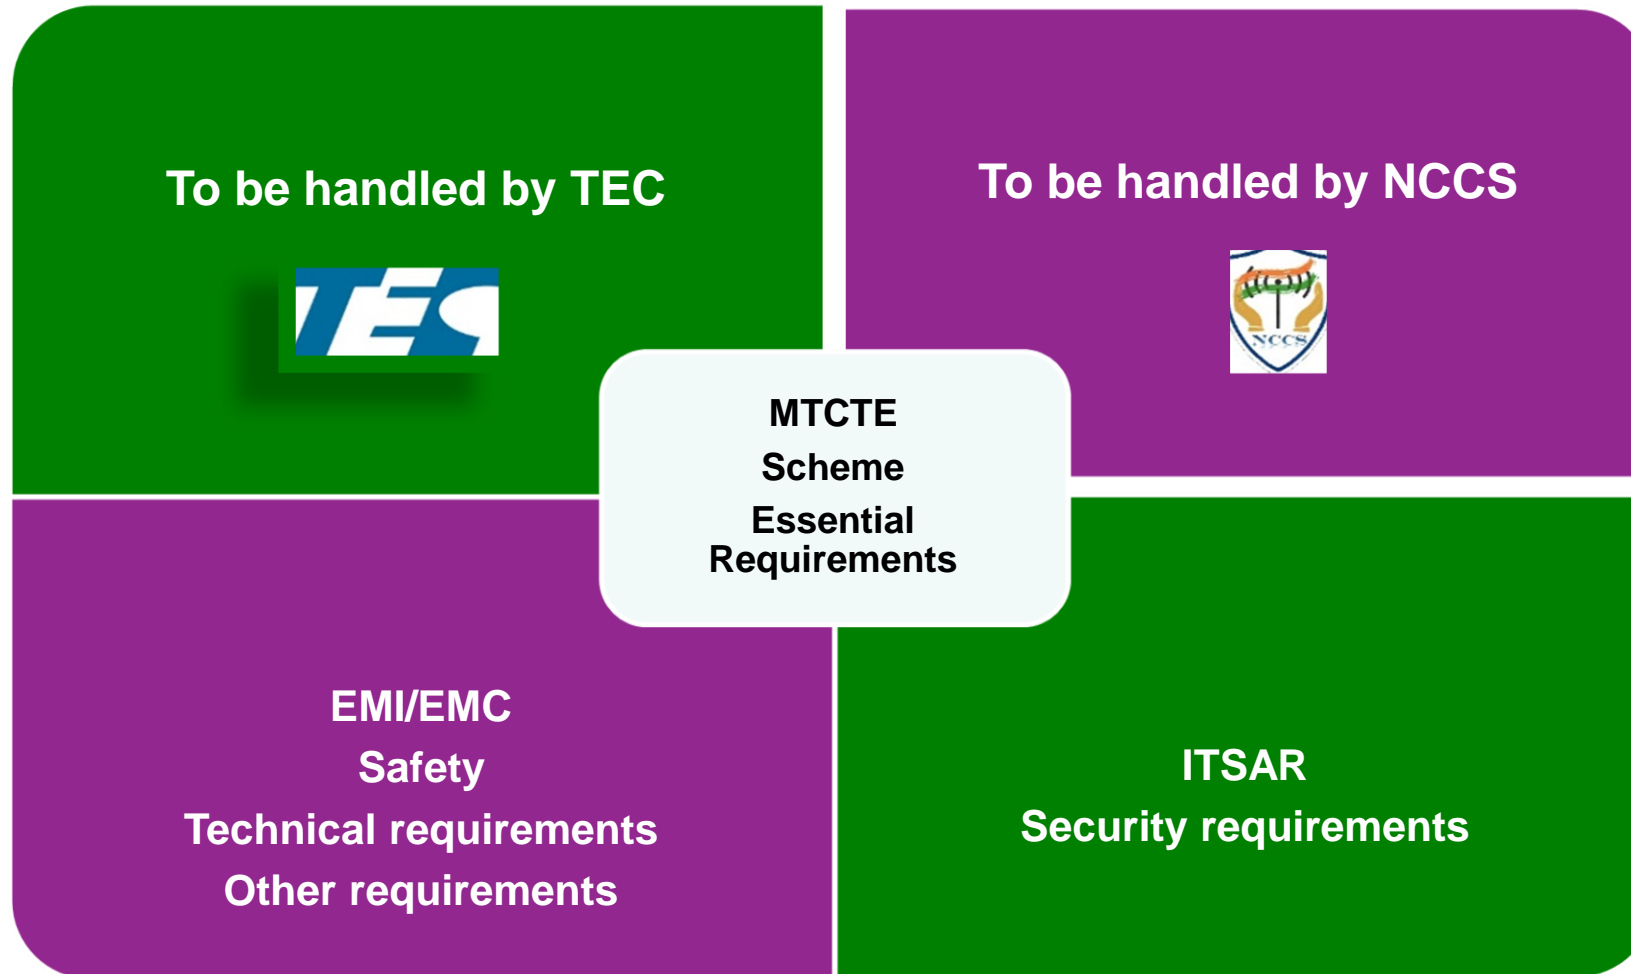 To be handled by TEC
TEC
To be handled by NCCS
NCCS
MTCTE
Scheme
Essential
Requirements
EMI/EMC
Safety
Technical requirements
Other requirements
ITSAR
Security requirements